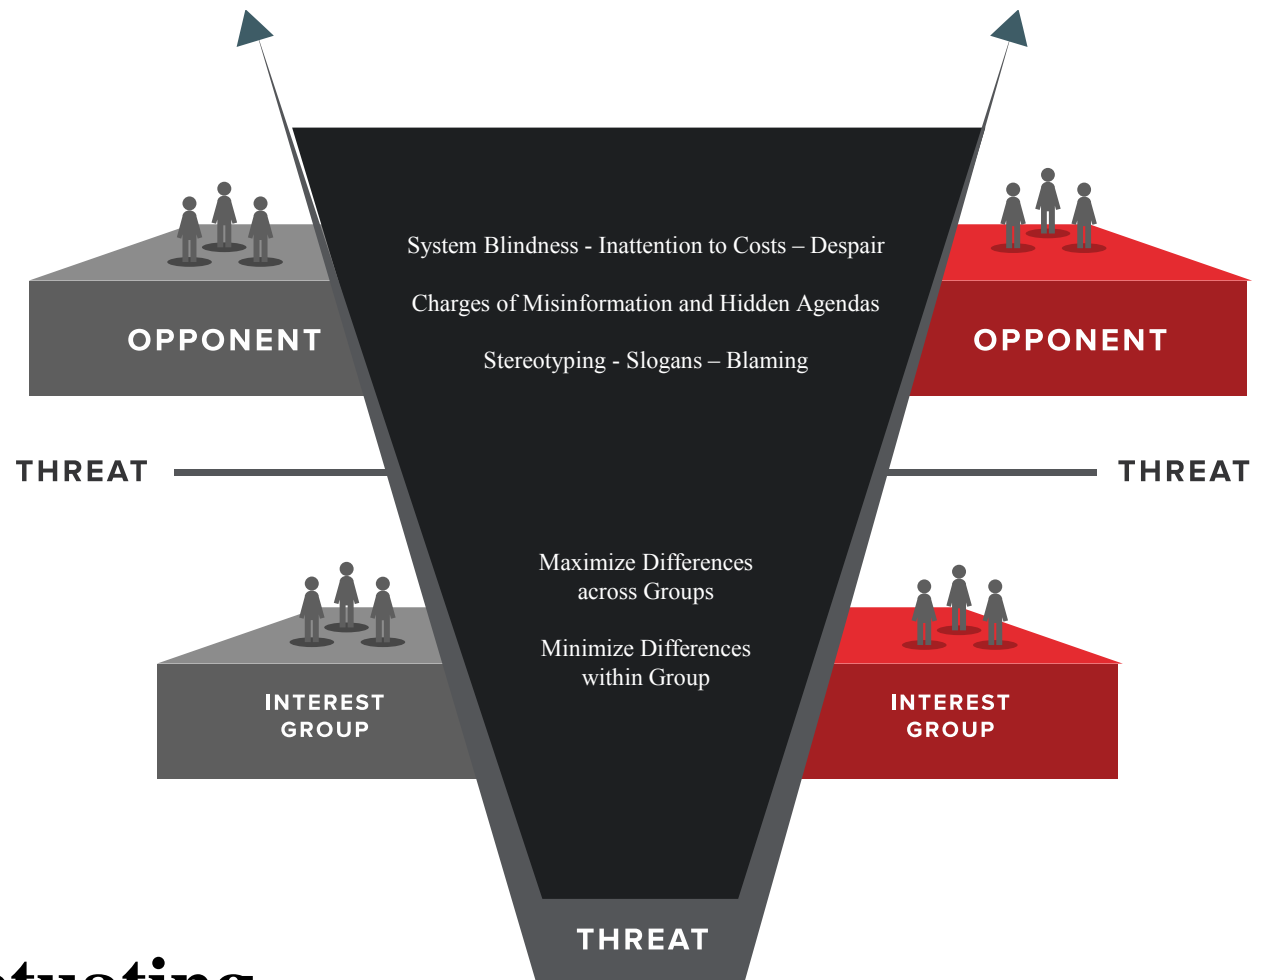 System Blindness - Inattention to Costs – Despair
Charges of Misinformation and Hidden Agendas
OPPONENT
OPPONENT
Stereotyping - Slogans – Blaming
THREAT
THREAT
Maximize Differences
across Groups
Minimize Differences
within Group
INTEREST
GROUP
INTEREST
GROUP
THREAT